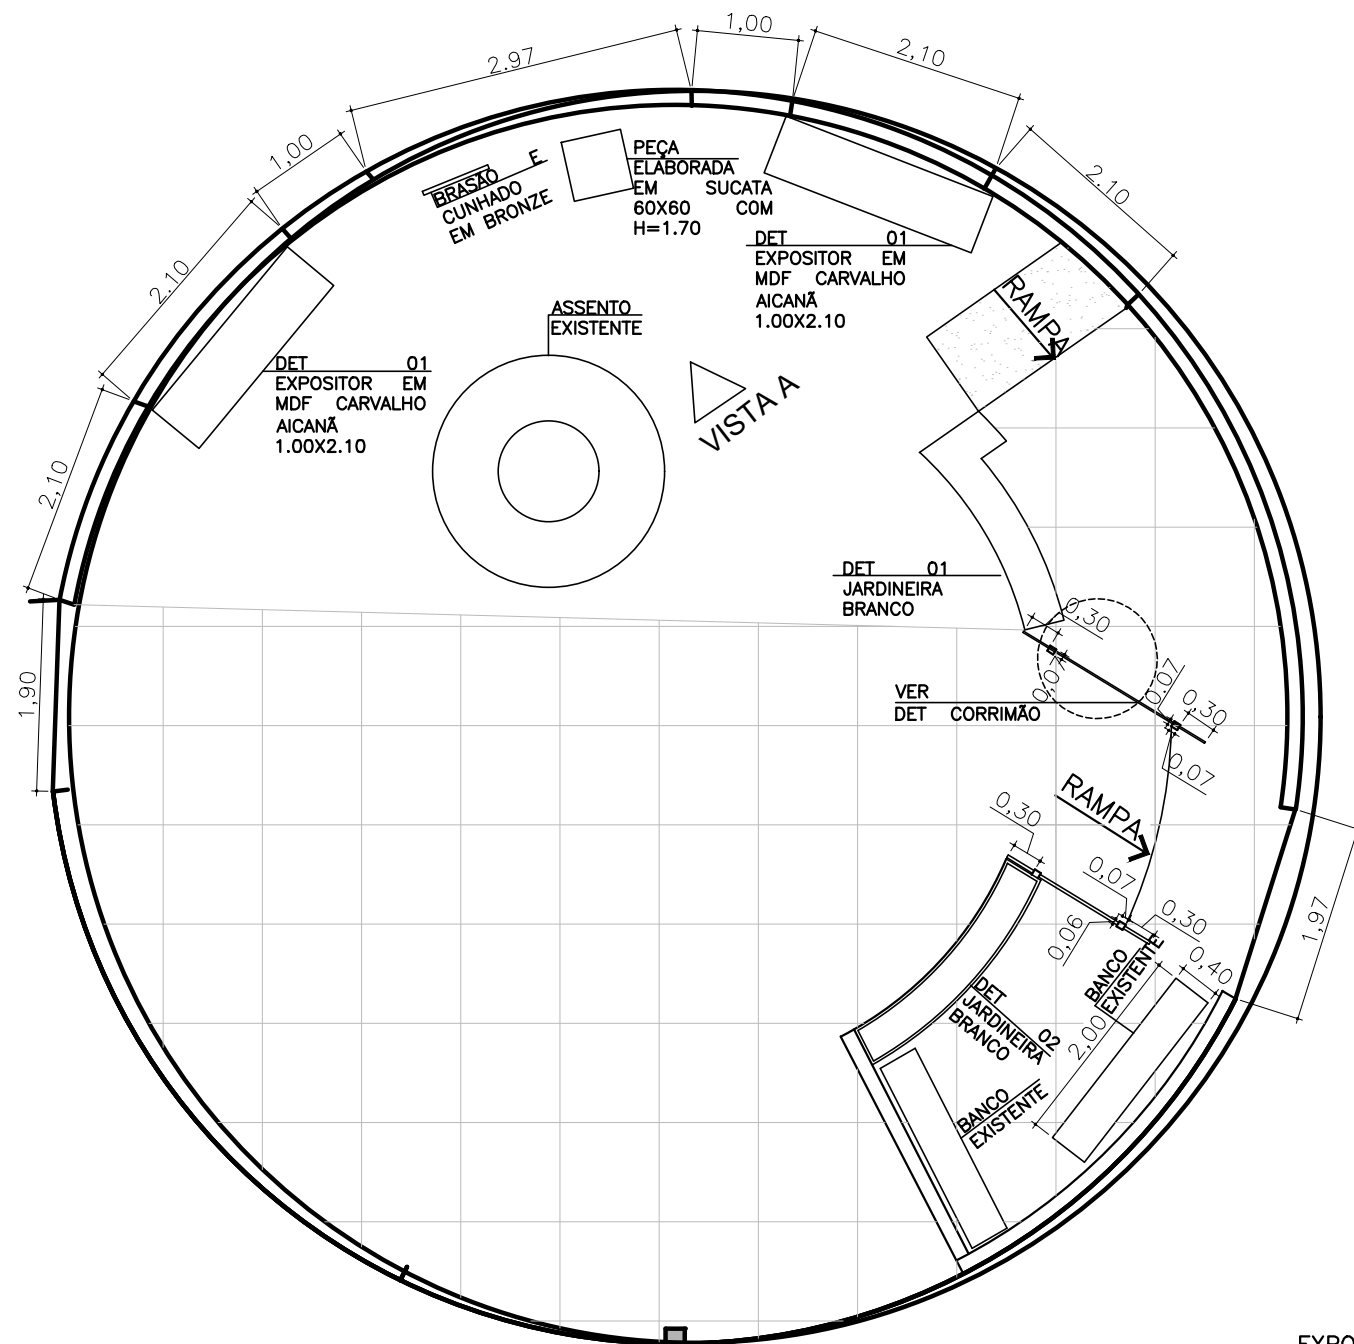 2.97
1,00
2,10
1,00
2.10
2.10
2,10
1,90
BRASÃO E
CUNHADO
EM BRONZE
PEÇA
ELABORADA
EM SUCATA
60X60 COM
H=1.70
DET 01
EXPOSITOR EM
MDF CARVALHO
AICANÃ
1.00X2.10
RAMPA
ASSENTO
EXISTENTE
DET 01
EXPOSITOR EM
MDF CARVALHO
AICANÃ
1.00X2.10
VISTA A
DET 01
JARDINEIRA
BRANCO
0,30
0,07
0,07
0,30
0,07
VER
DET CORRIMÃO
RAMPA
0,30
0,07
0,06
0,30
0,40
1,97
BANCO
EXISTENTE
2,00
DET 02
JARDINEIRA
BRANCO
BANCO
EXISTENTE